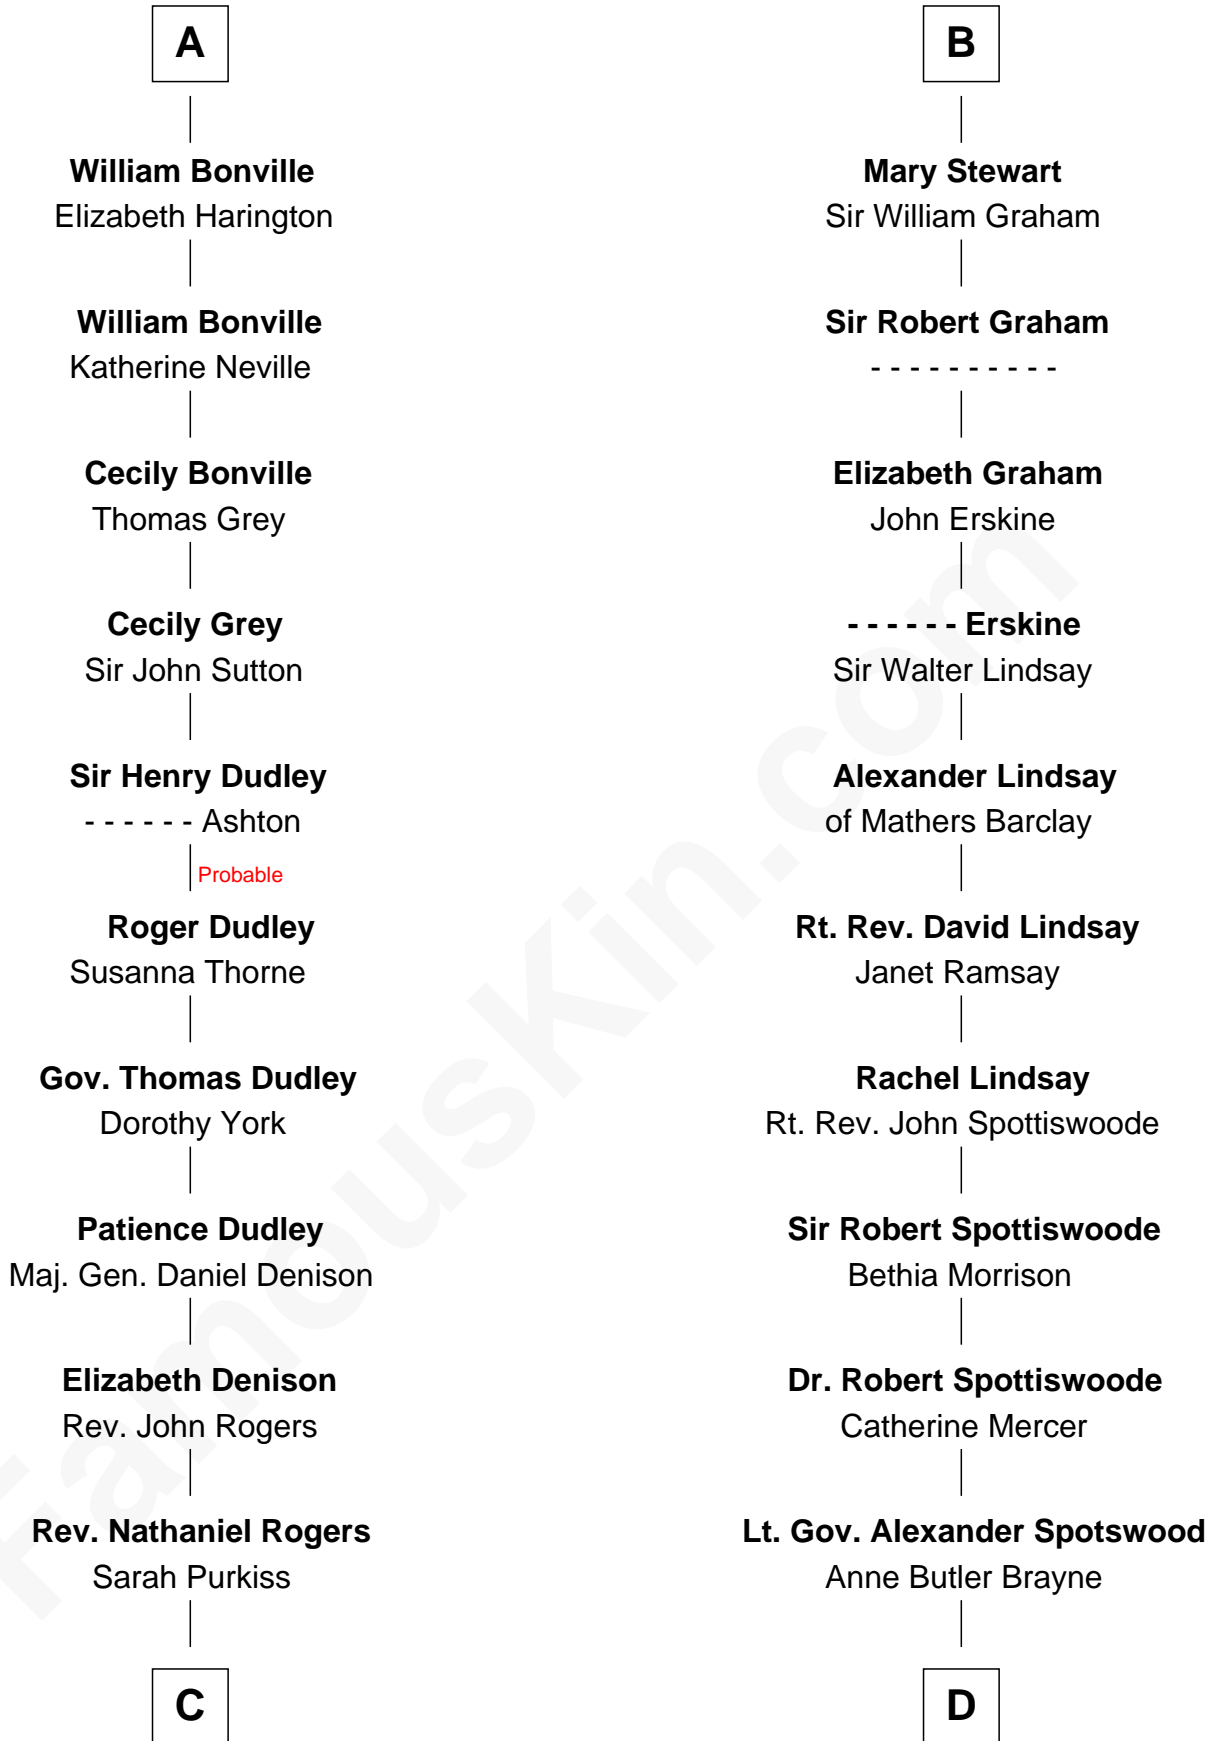 A
William Bonville
Elizabeth Harington
William Bonville
Katherine Neville
Cecily Bonville
Thomas Grey
Cecily Grey
Sir John Sutton
Sir Henry Dudley
- - - - - - Ashton
Probable
Roger Dudley
Susanna Thorne
Gov. Thomas Dudley
Dorothy York
Patience Dudley
Maj. Gen. Daniel Denison
Elizabeth Denison
Rev. John Rogers
Rev. Nathaniel Rogers
Sarah Purkiss
C
B
Mary Stewart
Sir William Graham
Sir Robert Graham
- - - - - - - - - -
Elizabeth Graham
John Erskine
- - - - - - Erskine
Sir Walter Lindsay
Alexander Lindsay
of Mathers Barclay
Rt. Rev. David Lindsay
Janet Ramsay
Rachel Lindsay
Rt. Rev. John Spottiswoode
Sir Robert Spottiswoode
Bethia Morrison
Dr. Robert Spottiswoode
Catherine Mercer
Lt. Gov. Alexander Spotswood
Anne Butler Brayne
D
FamousKin.com